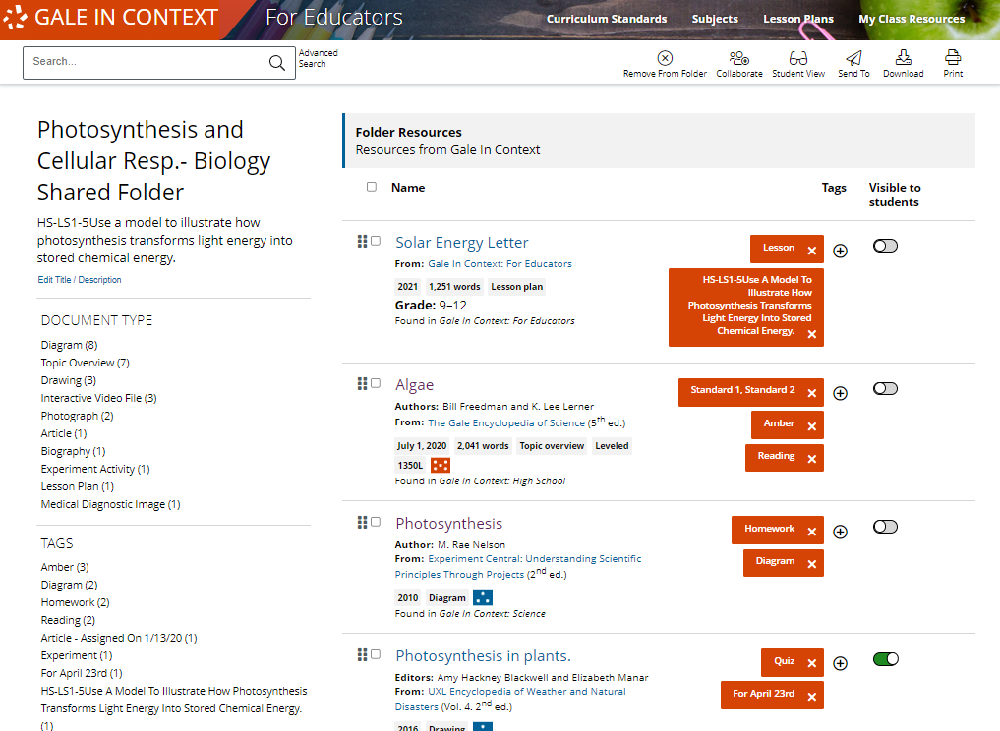 GALE IN CONTEXT For Educators
Curriculum Standards Subjects Lesson Plans My Class Resources
Search...
Advanced
Search
Remove From Folder Collaborate Student View Send To Download Print
Photosynthesis and
Cellular Resp.- Biology
Shared Folder
HS-LS1-5Use a model to illustrate how
photosynthesis transforms light energy into
stored chemical energy.
Edit Title / Description
DOCUMENT TYPE
Diagram (8)
Topic Overview (7)
Drawing (3)
Interactive Video File (3)
Photograph (2)
Article (1)
Biography (1)
Experiment Activity (1)
Lesson Plan (1)
Medical Diagnostic Image (1)
TAGS
Amber (3)
Diagram (2)
Homework (2)
Reading (2)
Article - Assigned On 1/13/20 (1)
Experiment (1)
For April 23rd (1)
HS-LS1-5Use A Model To Illustrate How Photosynthesis
Transforms Light Energy Into Stored Chemical Energy.
(1)
Folder Resources
Resources from Gale In Context
Name Tags Visible to
students
Solar Energy Letter
From: Gale In Context: For Educators
2021 1,251 words Lesson plan
Grade: 9–12
Found in Gale In Context: For Educators
Lesson
HS-LS1-5Use A Model To
Illustrate How
Photosynthesis Transforms
Light Energy Into Stored
Chemical Energy.
Algae
Authors: Bill Freedman and K. Lee Lerner
From: The Gale Encyclopedia of Science (5th ed.)
July 1, 2020 2,041 words Topic overview Leveled
1350L
Found in Gale In Context: High School
Standard 1, Standard 2
Amber
Reading
Photosynthesis
Author: M. Rae Nelson
From: Experiment Central: Understanding Scientific
Principles Through Projects (2nd ed.)
2010 Diagram
Found in Gale In Context: Science
Homework
Diagram
Photosynthesis in plants.
Editors: Amy Hackney Blackwell and Elizabeth Manar
From: UXL Encyclopedia of Weather and Natural
Disasters (Vol. 4. 2nd ed.)
2016 Drawing
Quiz
For April 23rd